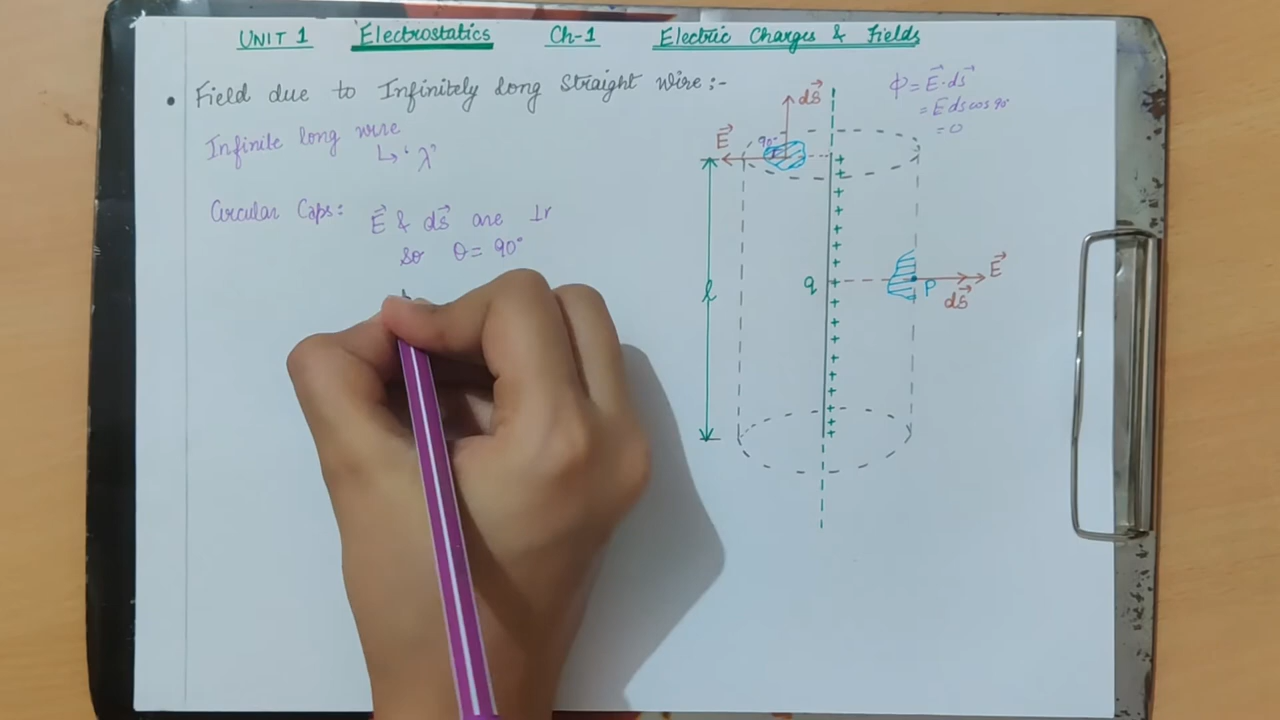 UNIT 1 Electrostatics Ch-1 Electric Charges & Fields
• Field due to Infinitely long Straight wire :-
Infinite long wire
↳ "λ"
Circular Caps: E⃗ & ds⃗ are ⊥r
so θ = 90°
ds⃗
E⃗
90°
l
q
P
E⃗
ds⃗
φ = E⃗·ds⃗
= E ds cos 90°
= 0